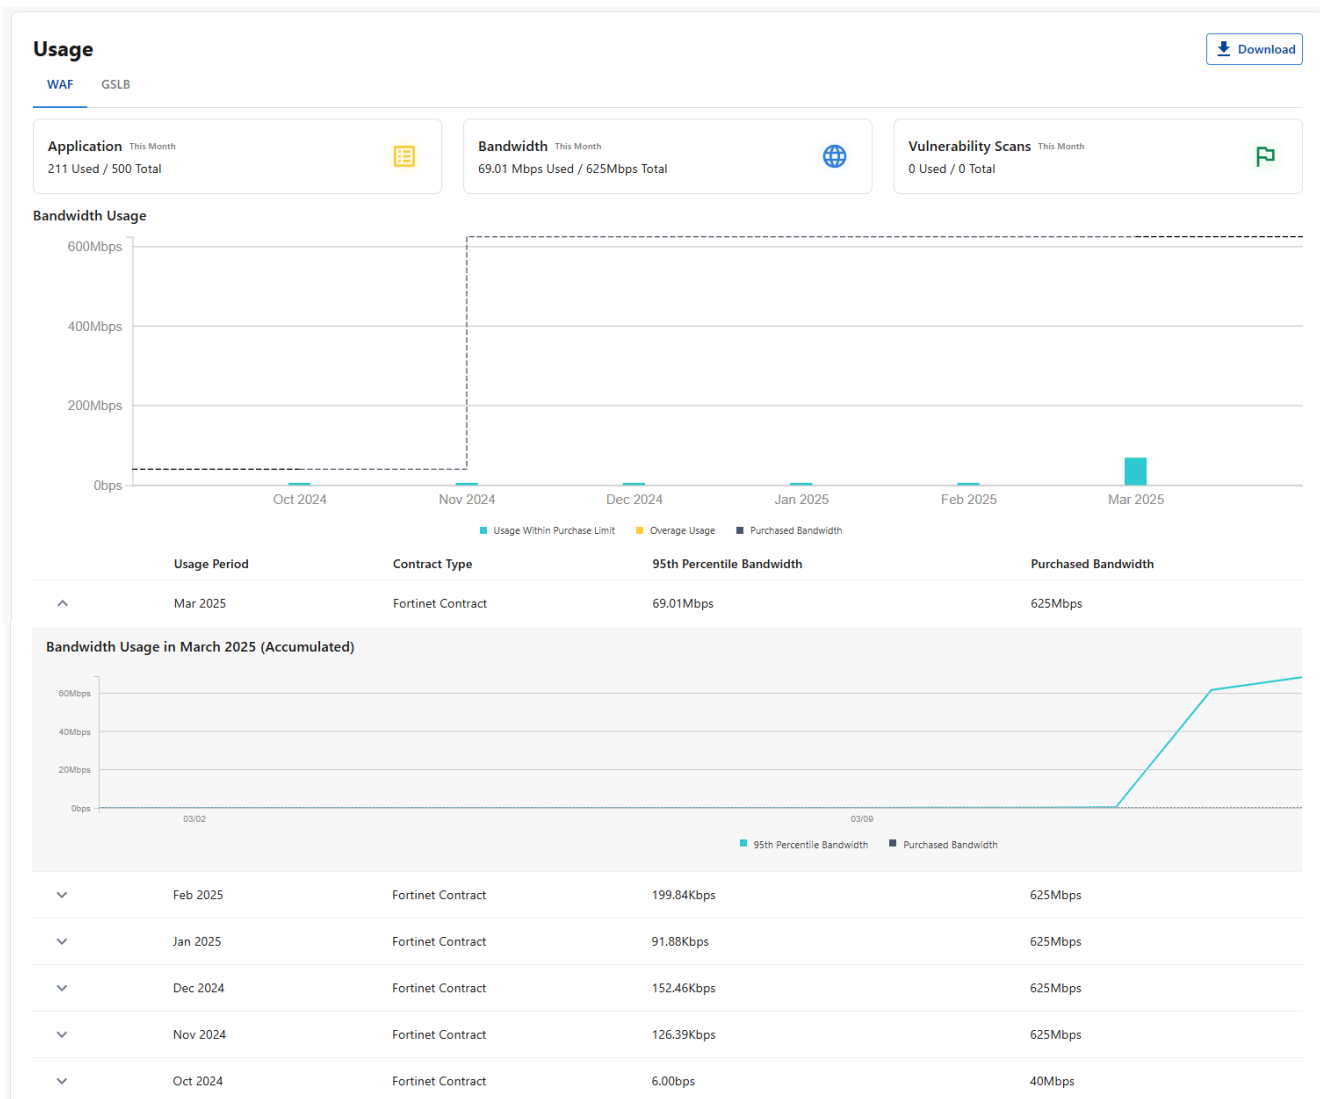 Usage
Download
WAF GSLB
Application This Month
211 Used / 500 Total
Bandwidth This Month
69.01 Mbps Used / 625Mbps Total
Vulnerability Scans This Month
0 Used / 0 Total
Bandwidth Usage
600Mbps
400Mbps
200Mbps
0bps
Oct 2024 Nov 2024 Dec 2024 Jan 2025 Feb 2025 Mar 2025
Usage Within Purchase Limit Overage Usage Purchased Bandwidth
Usage Period Contract Type 95th Percentile Bandwidth Purchased Bandwidth
Mar 2025 Fortinet Contract 69.01Mbps 625Mbps
Bandwidth Usage in March 2025 (Accumulated)
60Mbps
40Mbps
20Mbps
0bps
03/02 03/09
95th Percentile Bandwidth Purchased Bandwidth
Feb 2025 Fortinet Contract 199.84Kbps 625Mbps
Jan 2025 Fortinet Contract 91.88Kbps 625Mbps
Dec 2024 Fortinet Contract 152.46Kbps 625Mbps
Nov 2024 Fortinet Contract 126.39Kbps 625Mbps
Oct 2024 Fortinet Contract 6.00bps 40Mbps